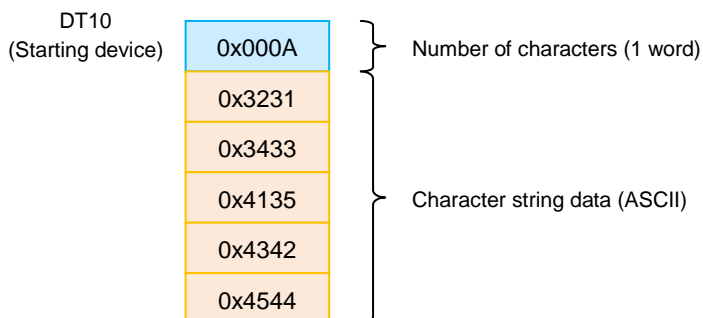 DT10
(Starting device)
0x000A
Number of characters (1 word)
0x3231
0x3433
0x4135
Character string data (ASCII)
0x4342
0x4544